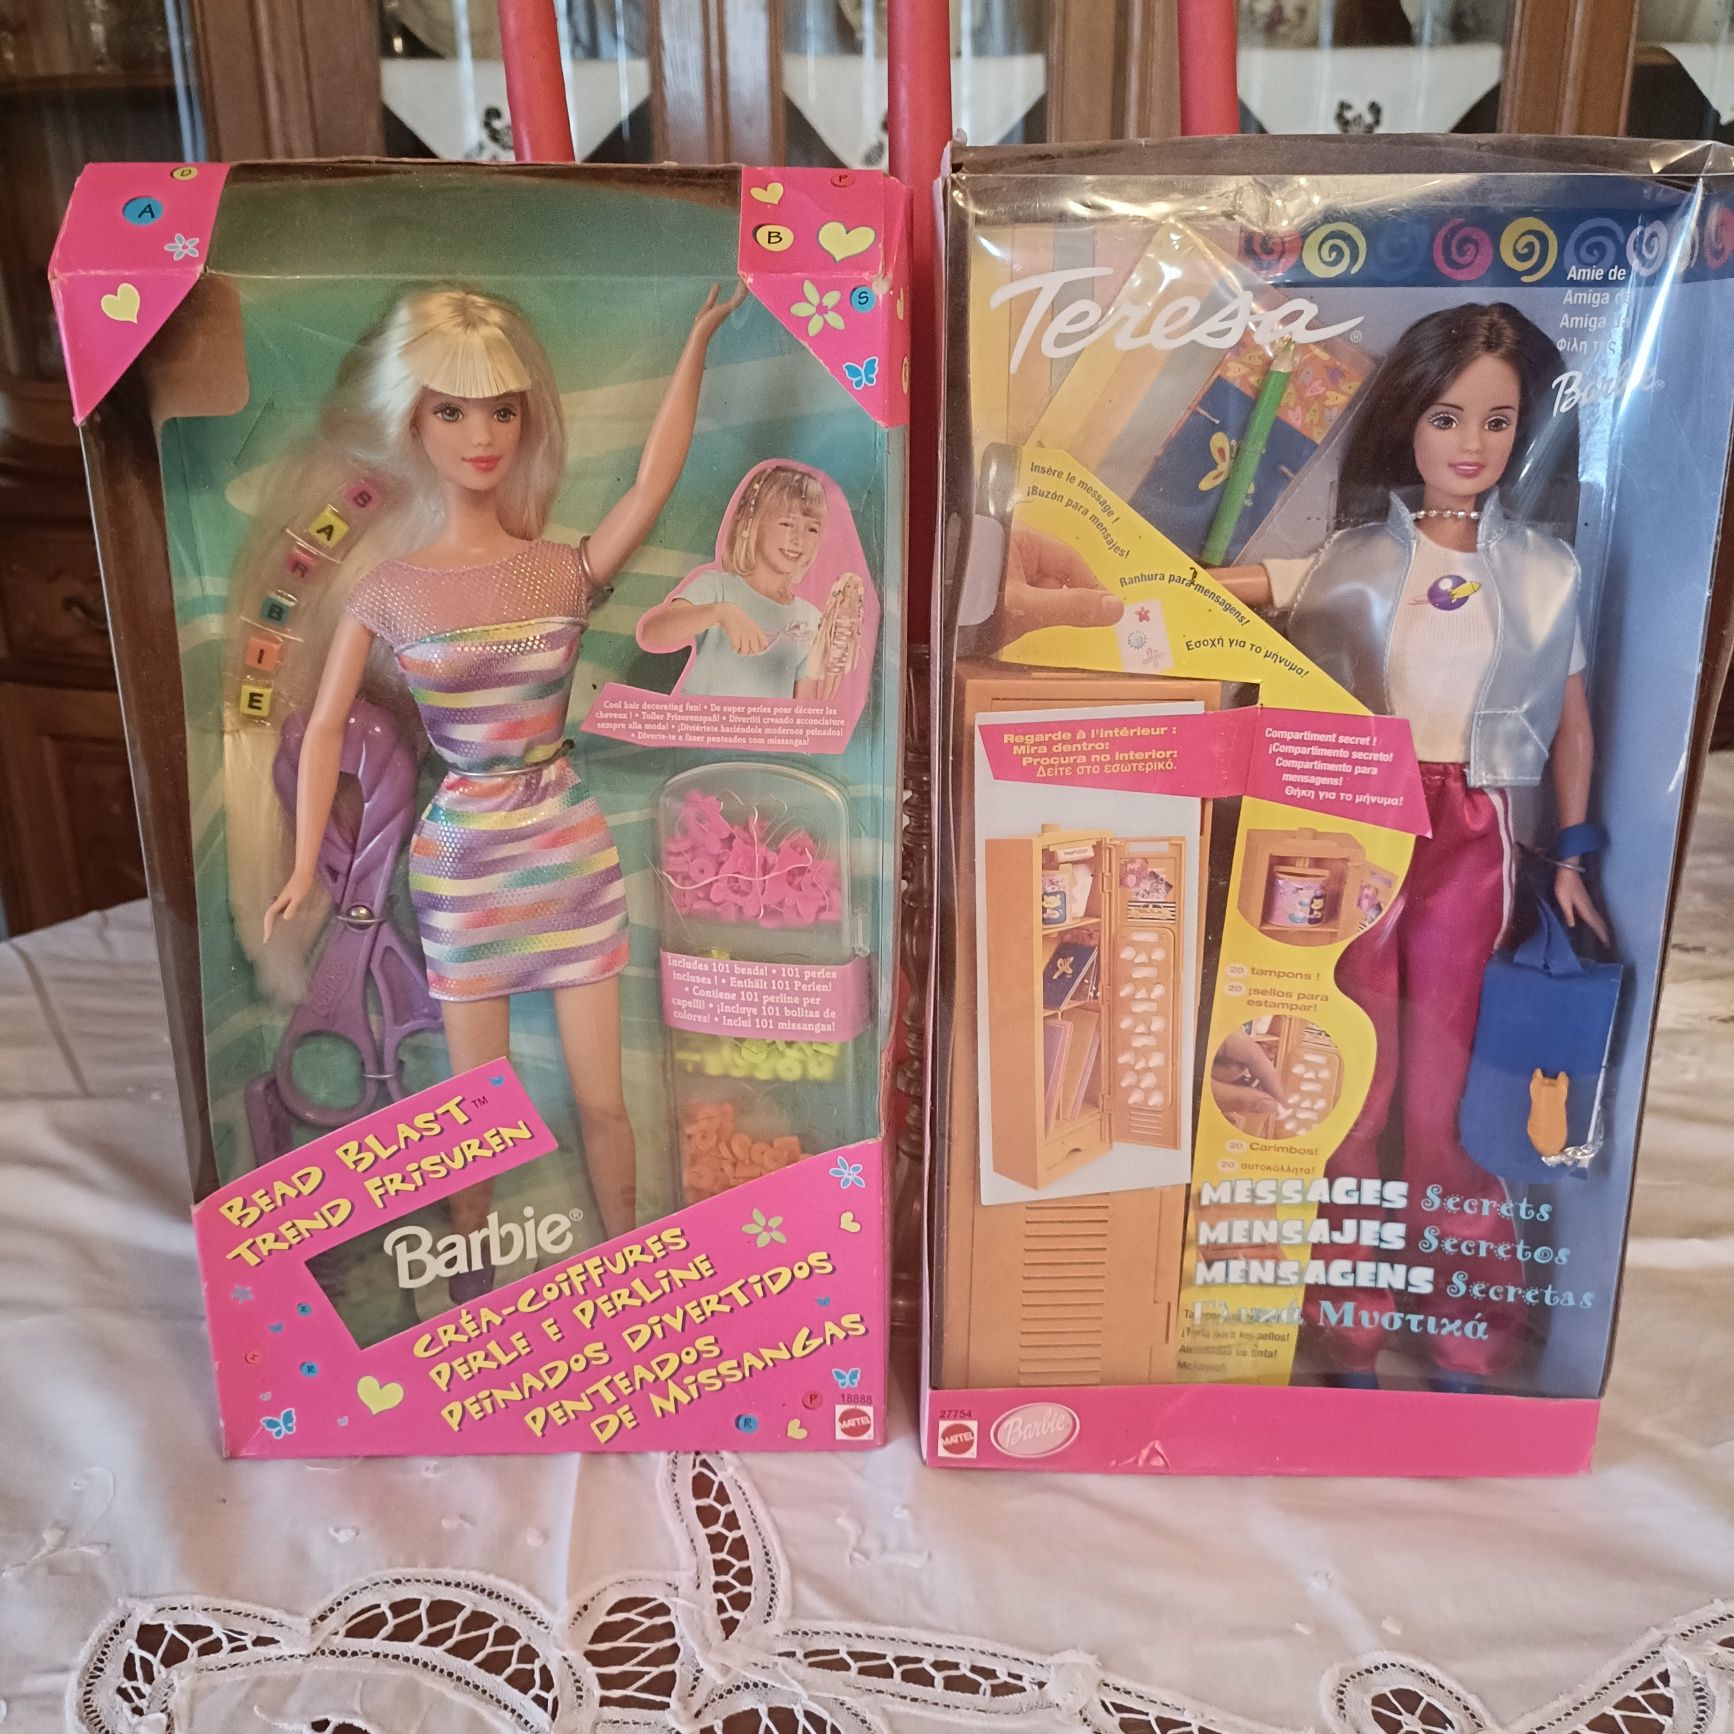 D
A
P
B
S
B
A
R
B
I
E
Cool hair decorating fun! • De super perles pour décorer les
cheveux ! • Toller Frisurenspaß! • Divertiti creando acconciature
sempre alla moda! • ¡Diviértete haciéndole modernos peinados!
• Diverte-te a fazer penteados com missangas!
Includes 101 beads! • 101 perles
incluses ! • Enthält 101 Perlen!
• Contiene 101 perline per
capelli! • ¡Incluye 101 bolitas de
colores! • Inclui 101 missangas!
Barbie
BEAD BLAST™
TREND FRISUREN
Barbie®
CRÉA-COIFFURES
PERLE E PERLINE
PEINADOS DIVERTIDOS
PENTEADOS
DE MISSANGAS
R
P
R
18888
MATTEL
Teresa®
Amie de
Amiga
Amiga
Φίλη
Barbie®
Insère le message !
¡Buzón para mensajes!
Ranhura para mensagens!
Εσοχή για το μήνυμα!
Regarde à l'intérieur :
Mira dentro:
Procura no interior:
Δείτε στο εσωτερικό.
Compartiment secret !
¡Compartimento secreto!
Compartimento para
mensagens!
Θήκη για το μήνυμα!
20 tampons !
20 ¡sellos para
estampar!
20 Carimbos!
20 αυτοκόλλητα!
MESSAGES Secrets
MENSAJES Secretos
MENSAGENS Secretas
Γλυκά Μυστικά
27754
MATTEL
Barbie